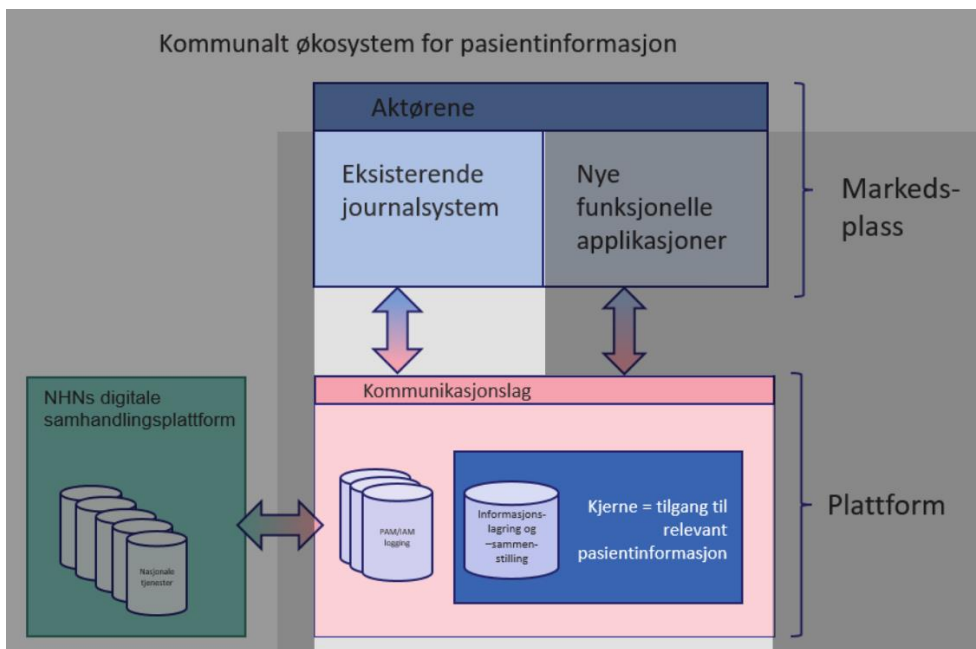 Kommunalt økosystem for pasientinformasjon
Aktørene
Eksisterende
journalsystem
Nye
funksjonelle
applikasjoner
Markeds-
plass
NHNs digitale
samhandlingsplattform
Nasjonale
tjenester
Kommunikasjonslag
PAM/IAM
logging
Informasjons-
lagring og
–sammen-
stilling
Kjerne = tilgang til
relevant
pasientinformasjon
Plattform